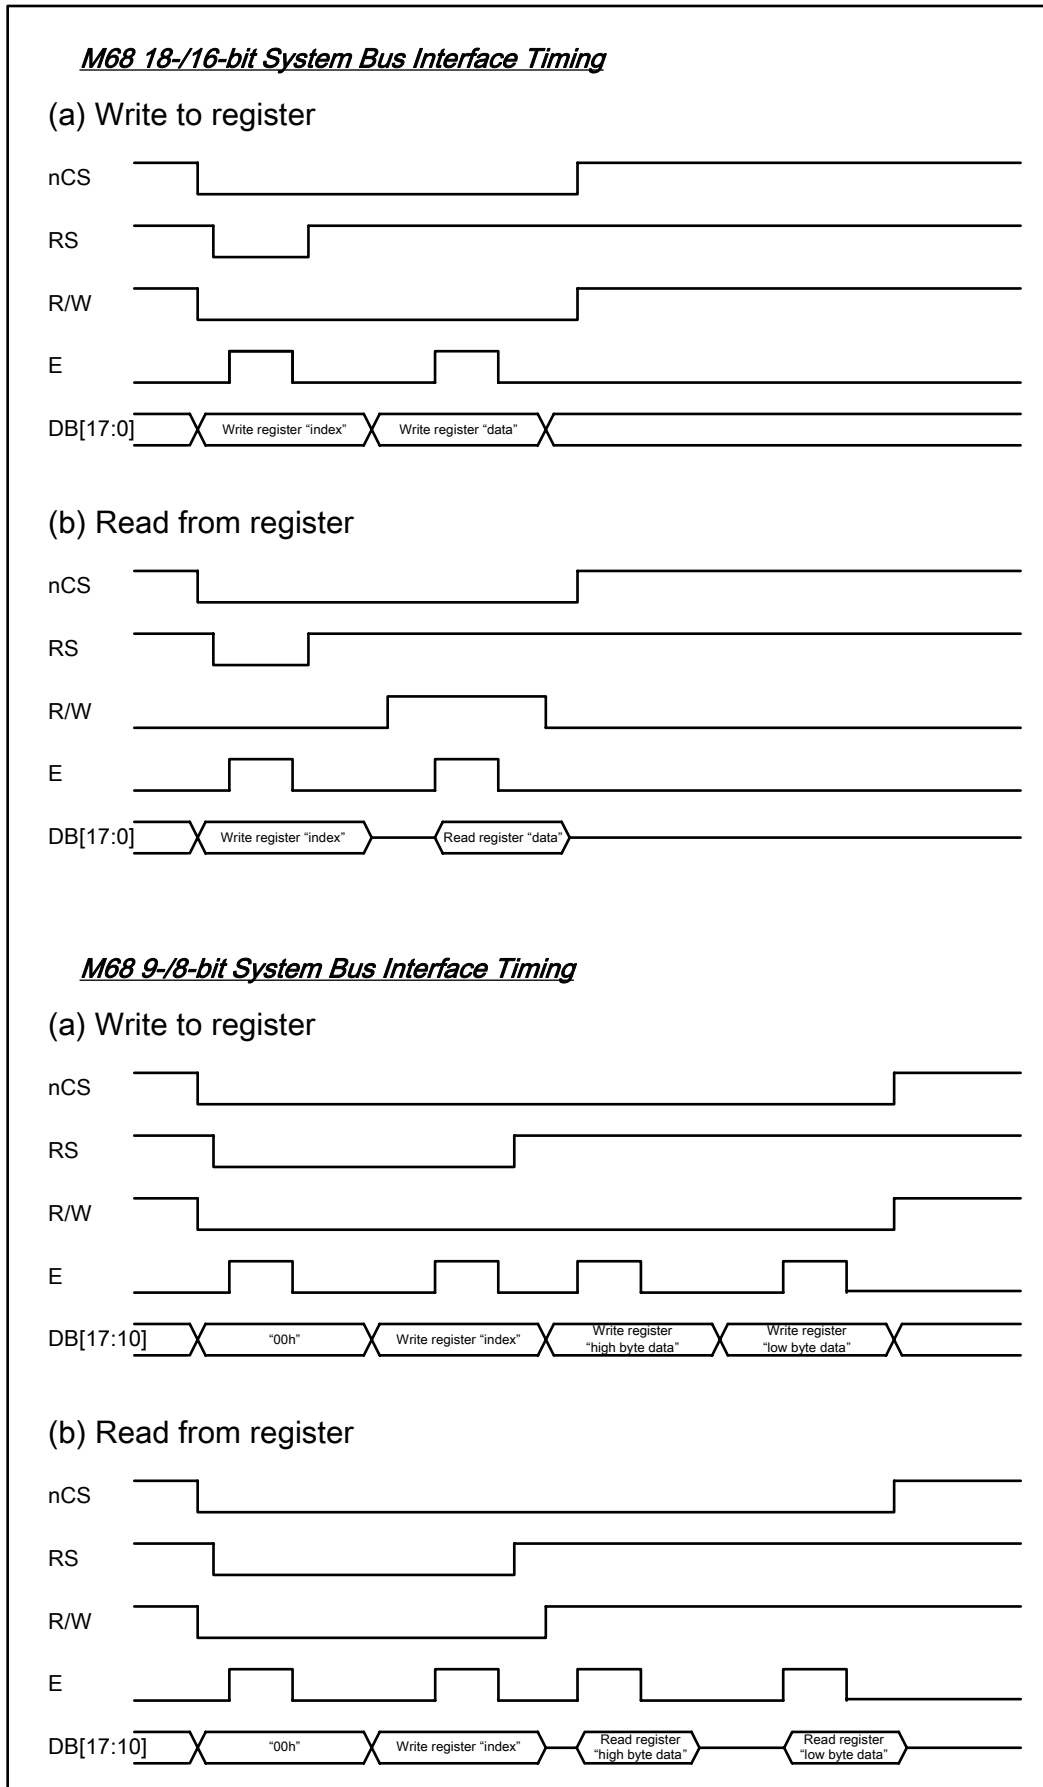 M68 18-/16-bit System Bus Interface Timing
(a) Write to register
nCS
RS
R/W
E
DB[17:0]
Write register “index”
Write register “data”
(b) Read from register
nCS
RS
R/W
E
DB[17:0]
Write register “index”
Read register “data”
M68 9-/8-bit System Bus Interface Timing
(a) Write to register
nCS
RS
R/W
E
DB[17:10]
“00h”
Write register “index”
Write register
“high byte data”
Write register
“low byte data”
(b) Read from register
nCS
RS
R/W
E
DB[17:10]
“00h”
Write register “index”
Read register
“high byte data”
Read register
“low byte data”